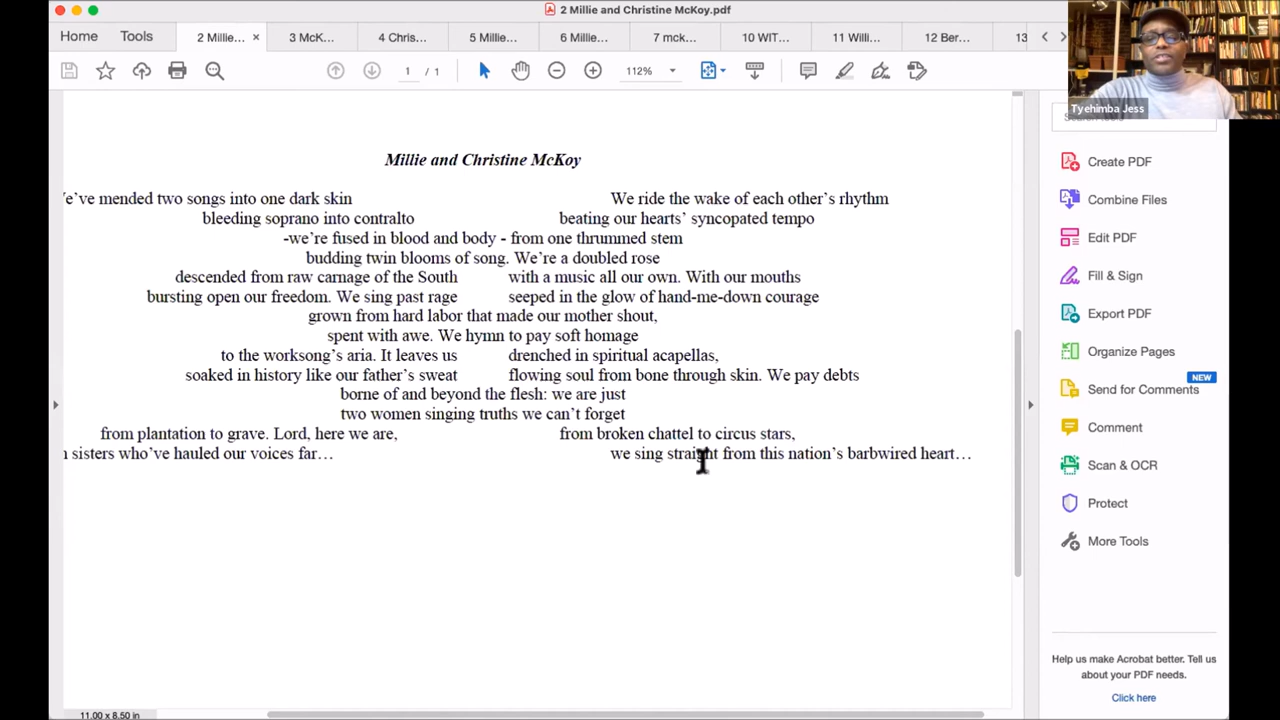 2 Millie and Christine McKoy.pdf
Home Tools 2 Millie... × 3 McK... 4 Chris... 5 Millie... 6 Millie... 7 mck... 10 WIT... 11 Willi... 12 Ber... 13
1 / 1 112%
Tyehimba Jess
Millie and Christine McKoy
e've mended two songs into one dark skin We ride the wake of each other's rhythm
bleeding soprano into contralto beating our hearts' syncopated tempo
-we're fused in blood and body - from one thrummed stem
budding twin blooms of song. We're a doubled rose
descended from raw carnage of the South with a music all our own. With our mouths
bursting open our freedom. We sing past rage seeped in the glow of hand-me-down courage
grown from hard labor that made our mother shout,
spent with awe. We hymn to pay soft homage
to the worksong's aria. It leaves us drenched in spiritual acapellas,
soaked in history like our father's sweat flowing soul from bone through skin. We pay debts
borne of and beyond the flesh: we are just
two women singing truths we can't forget
from plantation to grave. Lord, here we are, from broken chattel to circus stars,
sisters who've hauled our voices far... we sing straight from this nation's barbwired heart...
11.00 x 8.50 in
Create PDF
Combine Files
Edit PDF
Fill & Sign
Export PDF
Organize Pages
NEW
Send for Comments
Comment
Scan & OCR
Protect
More Tools
Help us make Acrobat better. Tell us
about your PDF needs.
Click here